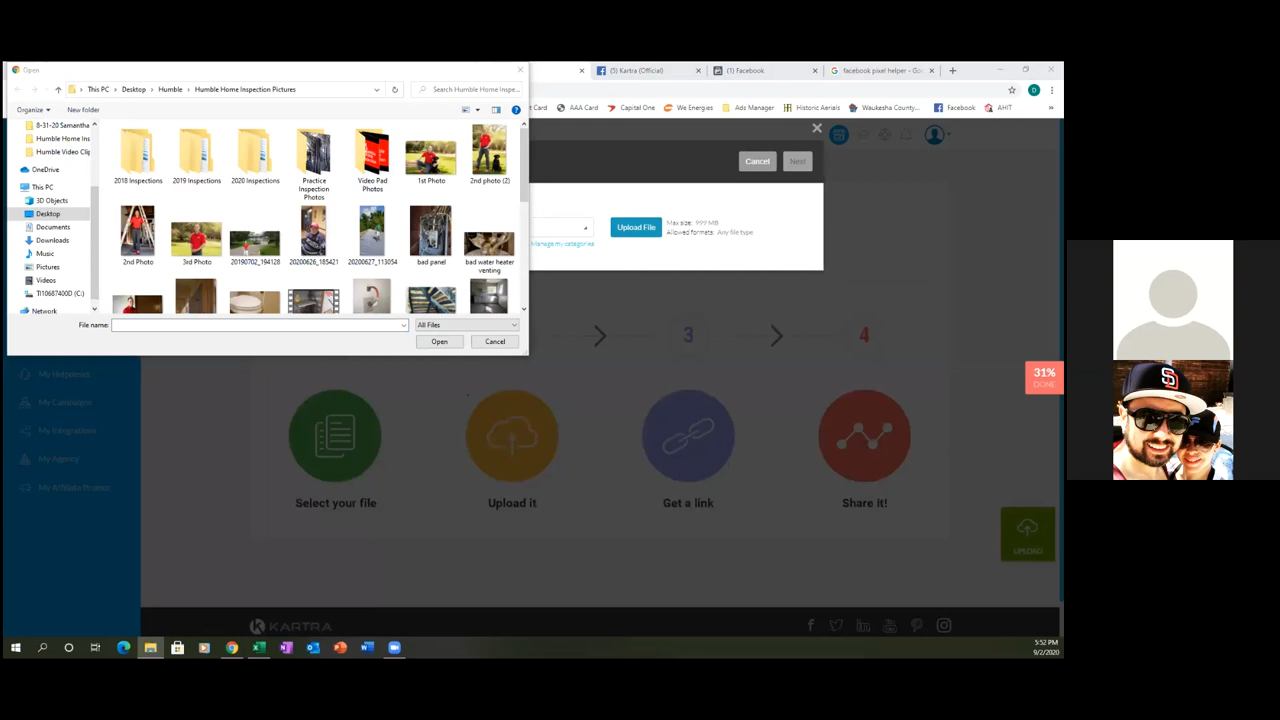 Open
(5) Kartra (Official)
(1) Facebook
facebook pixel helper - Go
This PC
Desktop
Humble
Humble Home Inspection Pictures
Search Humble Home Inspe...
t Card
AAA Card
Capital One
We Energies
Ads Manager
Historic Aerials
Waukesha County...
Facebook
AHIT
Organize
New folder
8-31-20 Samantha
Humble Home Ins
Humble Video Clip
OneDrive
This PC
3D Objects
Desktop
Documents
Downloads
Music
Pictures
Videos
TI10687400D (C:)
Network
2018 Inspections
2019 Inspections
2020 Inspections
Practice
Inspection
Photos
Video Pad
Photos
1st Photo
2nd photo (2)
2nd Photo
3rd Photo
20190702_194128
20200626_185421
20200627_113054
bad panel
bad water heater
venting
File name:
All Files
Open
Cancel
Cancel
Next
Upload File
Max size: 999 MB
Allowed formats: Any file type
Manage my categories
3
4
31%
DONE
My Helpdesks
My Campaigns
My Integrations
My Agency
My Affiliate Promos
Select your file
Upload it
Get a link
Share it!
UPLOAD
KARTRA
5:52 PM
9/2/2020